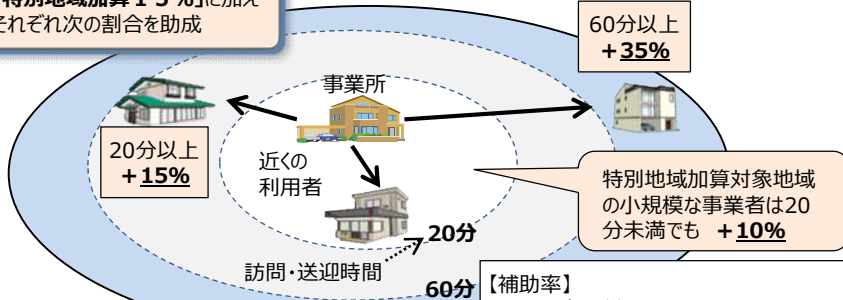 特別地域加算15%」に加え
それぞれ次の割合を助成
60分以上
+35%
事業所
20分以上
+15%
近くの
利用者
特別地域加算対象地域
の小規模な事業者は20
分未満でも +10%
20分
訪問・送迎時間
60分
【補助率】